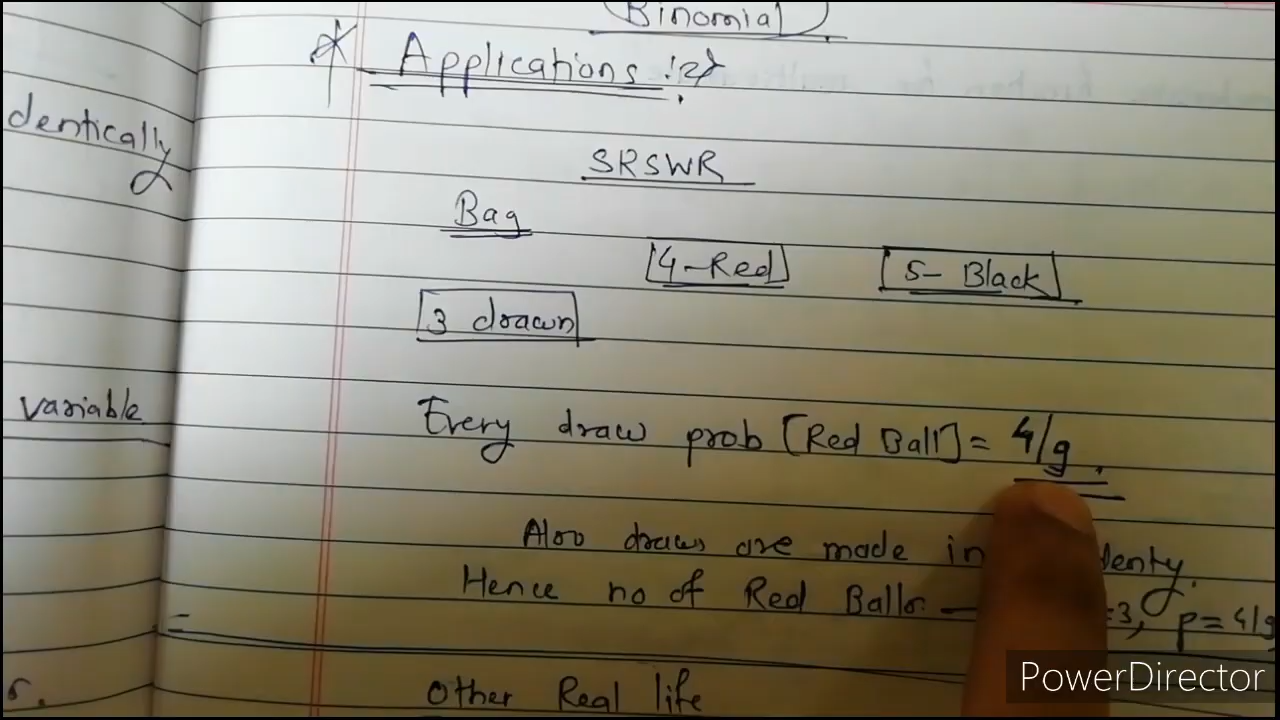 Binomial
* Applications :⇒
dentically
SRSWR
Bag
4-Red 5- Black
3 drawn
variable
Every draw prob [Red Ball] = 4/9.
Also draws are made in denty.
Hence no of Red Balls — =3, p = 4/9
Other Real life
s.
PowerDirector